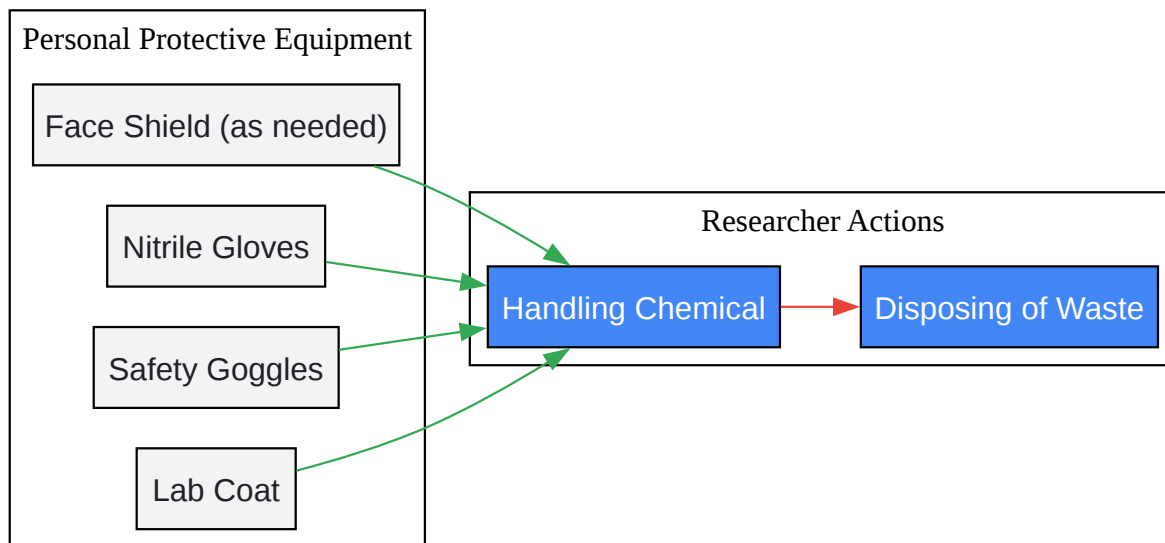 Personal Protective Equipment
Face Shield (as needed)
Nitrile Gloves
Safety Goggles
Lab Coat
Researcher Actions
Handling Chemical
Disposing of Waste